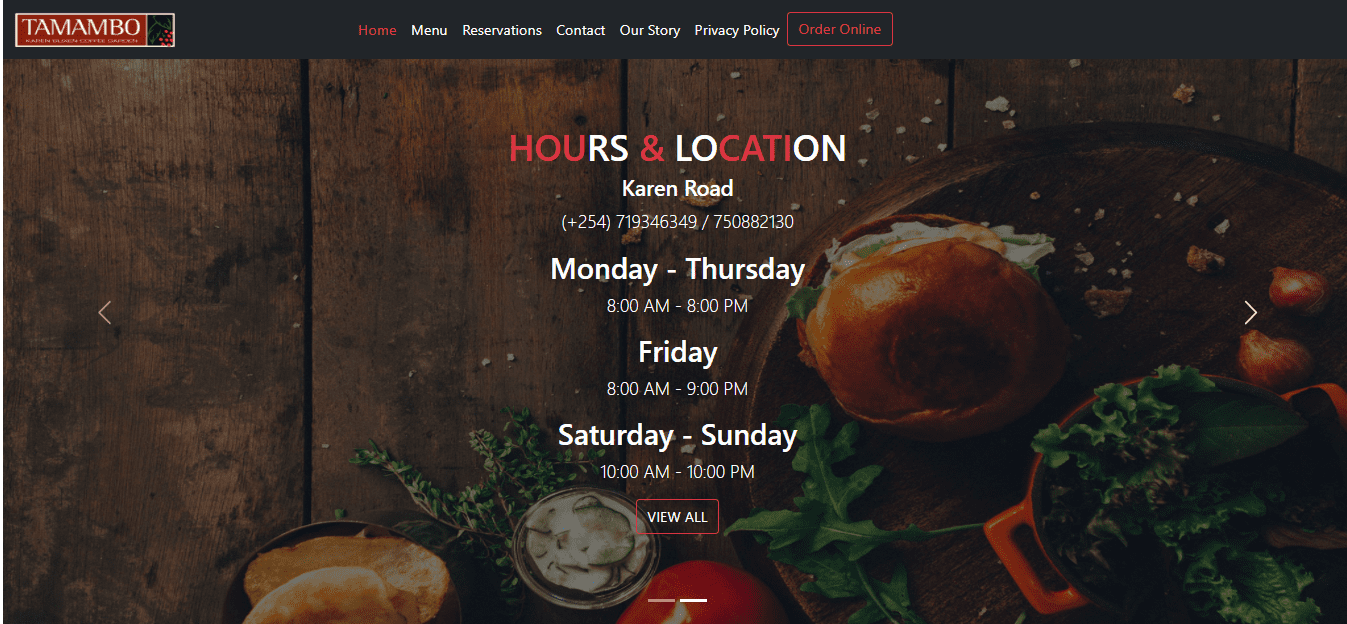 TAMAMBO
KAREN BLIXEN COFFEE GARDEN
Home Menu Reservations Contact Our Story Privacy Policy Order Online
HOURS & LOCATION
Karen Road
(+254) 719346349 / 750882130
Monday - Thursday
8:00 AM - 8:00 PM
Friday
8:00 AM - 9:00 PM
Saturday - Sunday
10:00 AM - 10:00 PM
VIEW ALL